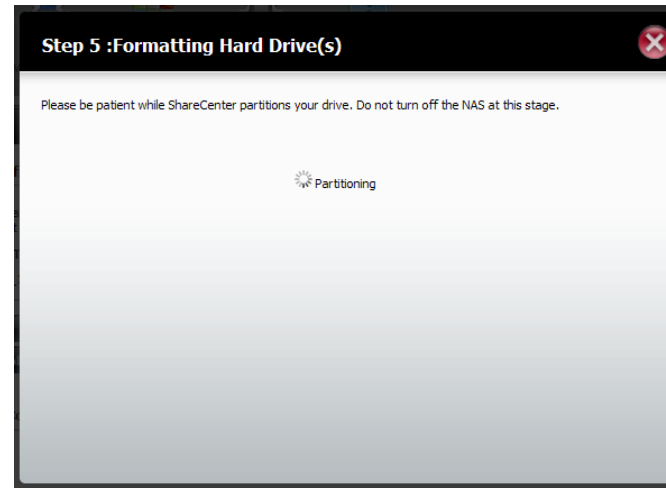 Step 5 :Formatting Hard Drive(s)
Please be patient while ShareCenter partitions your drive. Do not turn off the NAS at this stage.
Partitioning